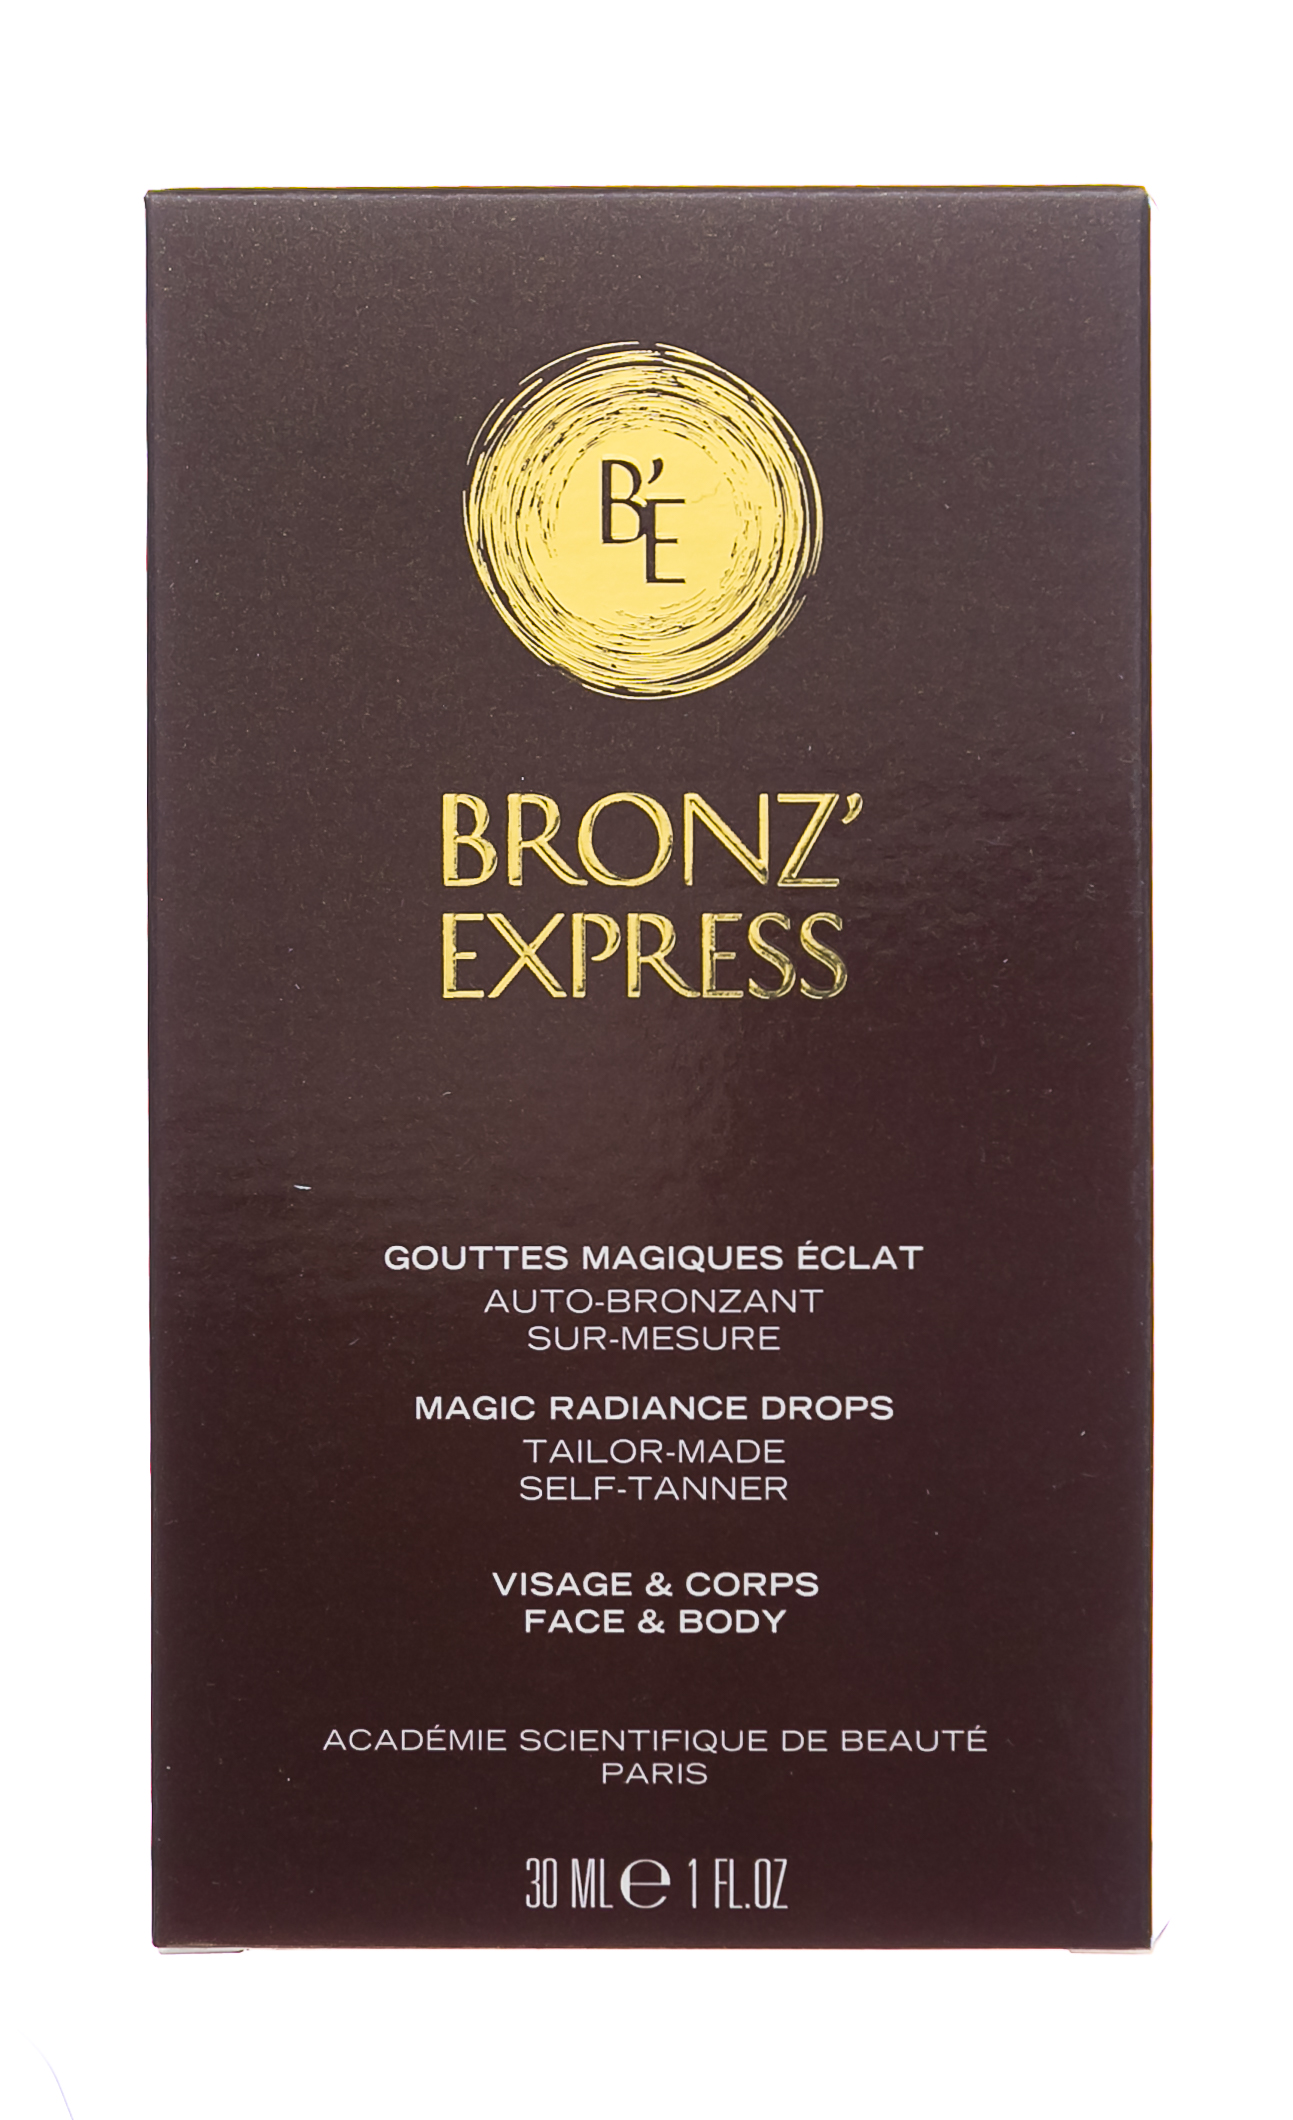 B'E
BRONZ'
EXPRESS
GOUTTES MAGIQUES ÉCLAT
AUTO-BRONZANT
SUR-MESURE
MAGIC RADIANCE DROPS
TAILOR-MADE
SELF-TANNER
VISAGE & CORPS
FACE & BODY
ACADÉMIE SCIENTIFIQUE DE BEAUTÉ
PARIS
30 ML ℮ 1 FL.OZ